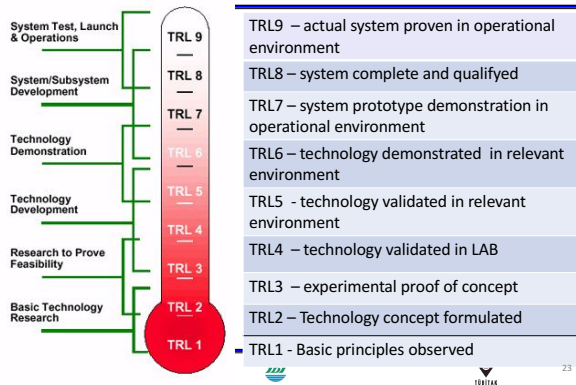 System Test, Launch
& Operations
System/Subsystem
Development
Technology
Demonstration
Technology
Development
Research to Prove
Feasibility
Basic Technology
Research
TRL 9
TRL 8
TRL 7
TRL 6
TRL 5
TRL 4
TRL 3
TRL 2
TRL 1
TRL9 – actual system proven in operational
environment
TRL8 – system complete and qualifyed
TRL7 – system prototype demonstration in
operational environment
TRL6 – technology demonstrated in relevant
environment
TRL5 - technology validated in relevant
environment
TRL4 – technology validated in LAB
TRL3 – experimental proof of concept
TRL2 – Technology concept formulated
TRL1 - Basic principles observed
TÜBİTAK
23